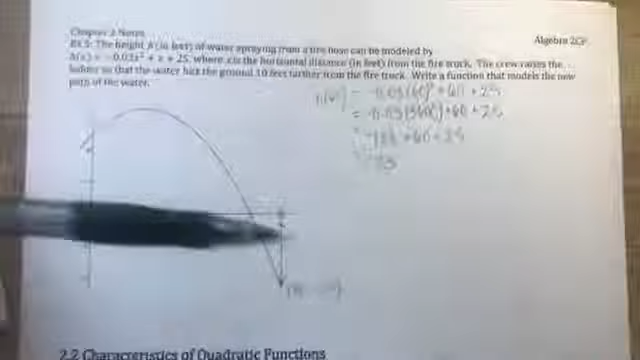 Chapter 2 Notes
Algebra 2CP
Ex 5: The height h (in feet) of water spraying from a fire hose can be modeled by
h(x) = -0.03x² + x + 25, where x is the horizontal distance (in feet) from the fire truck. The crew raises the
ladder so that the water hits the ground 10 feet farther from the fire truck. Write a function that models the new
path of the water.
= -0.03(60)² + 60 + 25
= -0.03(3600) + 60 + 25
= -108 + 60 + 25
= -23
2.2 Characteristics of Quadratic Functions